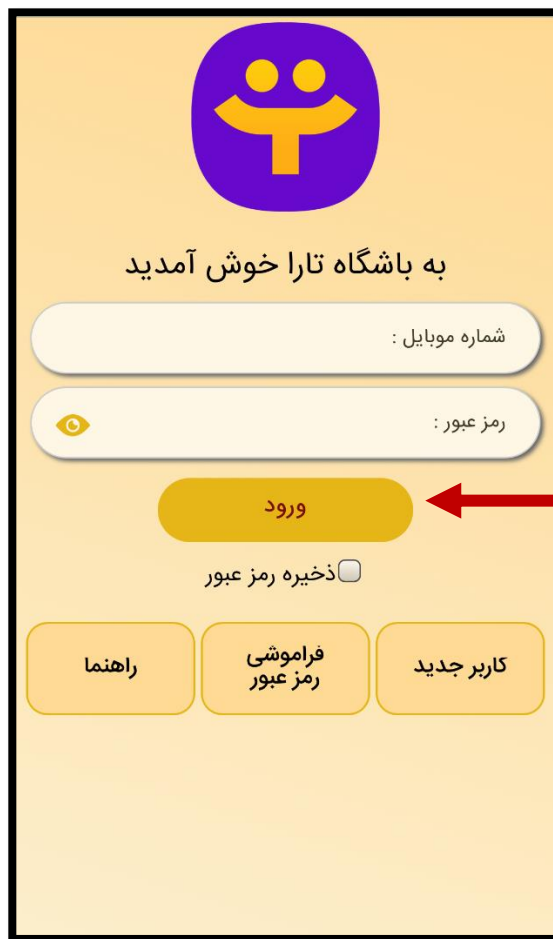 به باشگاه تارا خوش آمدید
شماره موبایل :
رمز عبور :
ورود
ذخیره رمز عبور
کاربر جدید
فراموشی
رمز عبور
راهنما